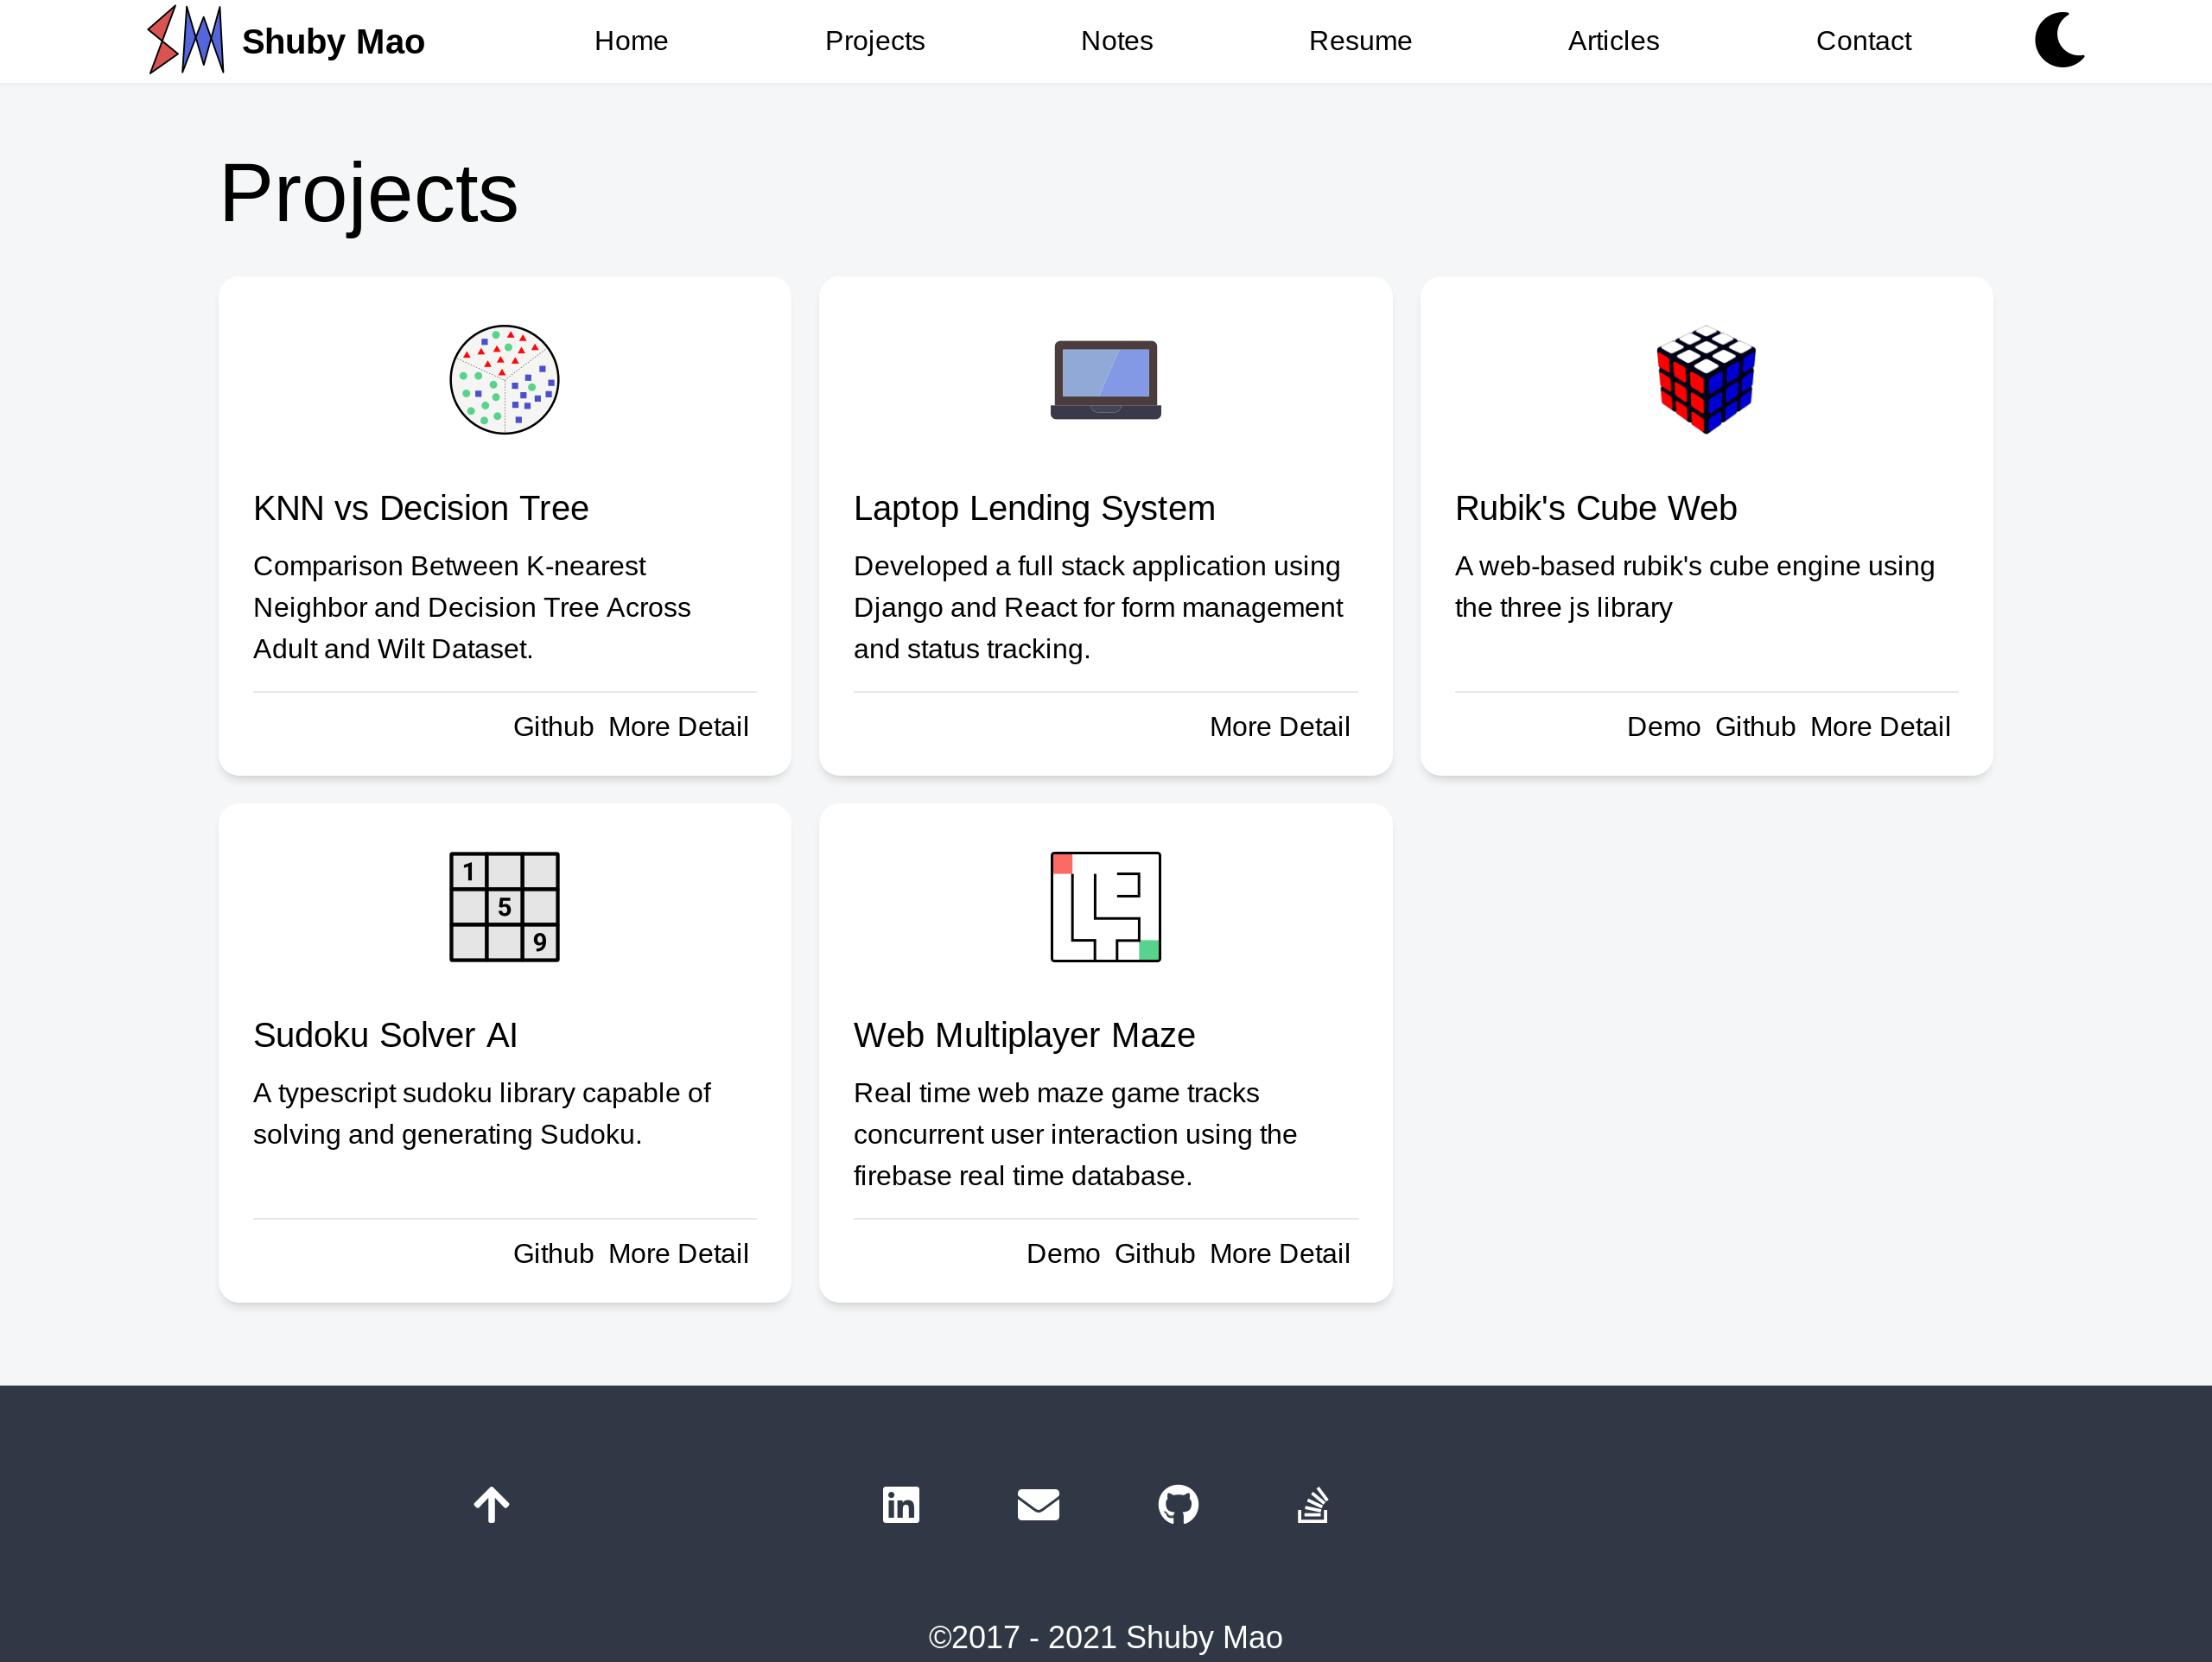 Shuby Mao
Home
Projects
Notes
Resume
Articles
Contact
Projects
KNN vs Decision Tree
Comparison Between K-nearest
Neighbor and Decision Tree Across
Adult and Wilt Dataset.
Github More Detail
Laptop Lending System
Developed a full stack application using
Django and React for form management
and status tracking.
More Detail
Rubik's Cube Web
A web-based rubik's cube engine using
the three js library
Demo Github More Detail
1
5
9
Sudoku Solver AI
A typescript sudoku library capable of
solving and generating Sudoku.
Github More Detail
Web Multiplayer Maze
Real time web maze game tracks
concurrent user interaction using the
firebase real time database.
Demo Github More Detail
in
©2017 - 2021 Shuby Mao